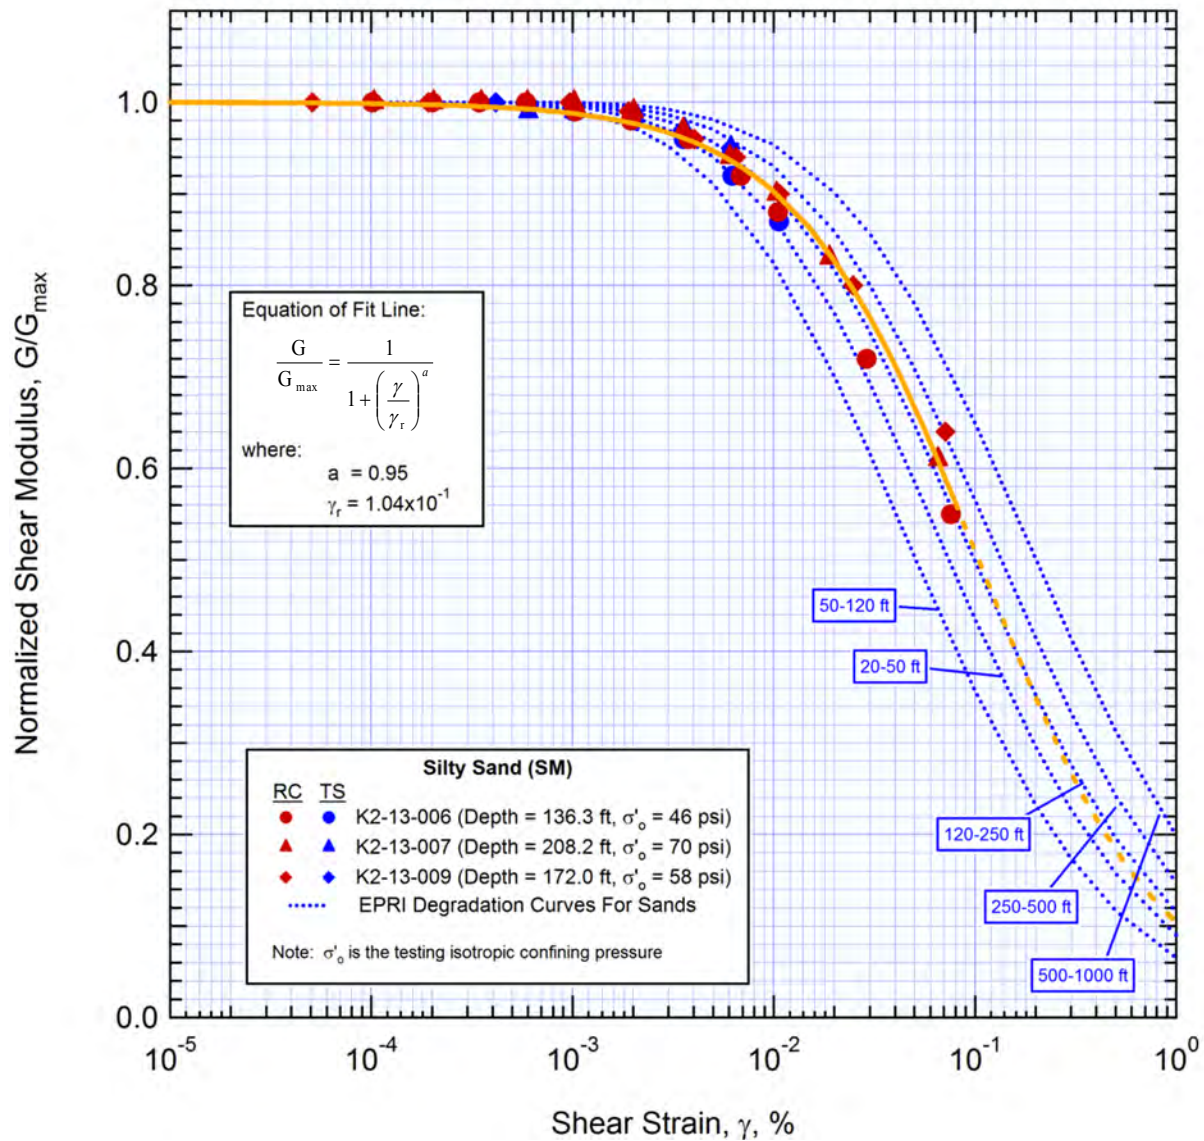 Normalized Shear Modulus, G/Gmax
1.0
0.8
0.6
0.4
0.2
0.0
Equation of Fit Line:
G/Gmax = 1/(1 + (γ/γr)^a)
where:
a = 0.95
γr = 1.04x10^-1
50-120 ft
20-50 ft
120-250 ft
250-500 ft
500-1000 ft
Silty Sand (SM)
RC TS
K2-13-006 (Depth = 136.3 ft, σ'o = 46 psi)
K2-13-007 (Depth = 208.2 ft, σ'o = 70 psi)
K2-13-009 (Depth = 172.0 ft, σ'o = 58 psi)
EPRI Degradation Curves For Sands
Note: σ'o is the testing isotropic confining pressure
10^-5 10^-4 10^-3 10^-2 10^-1 10^0
Shear Strain, γ, %